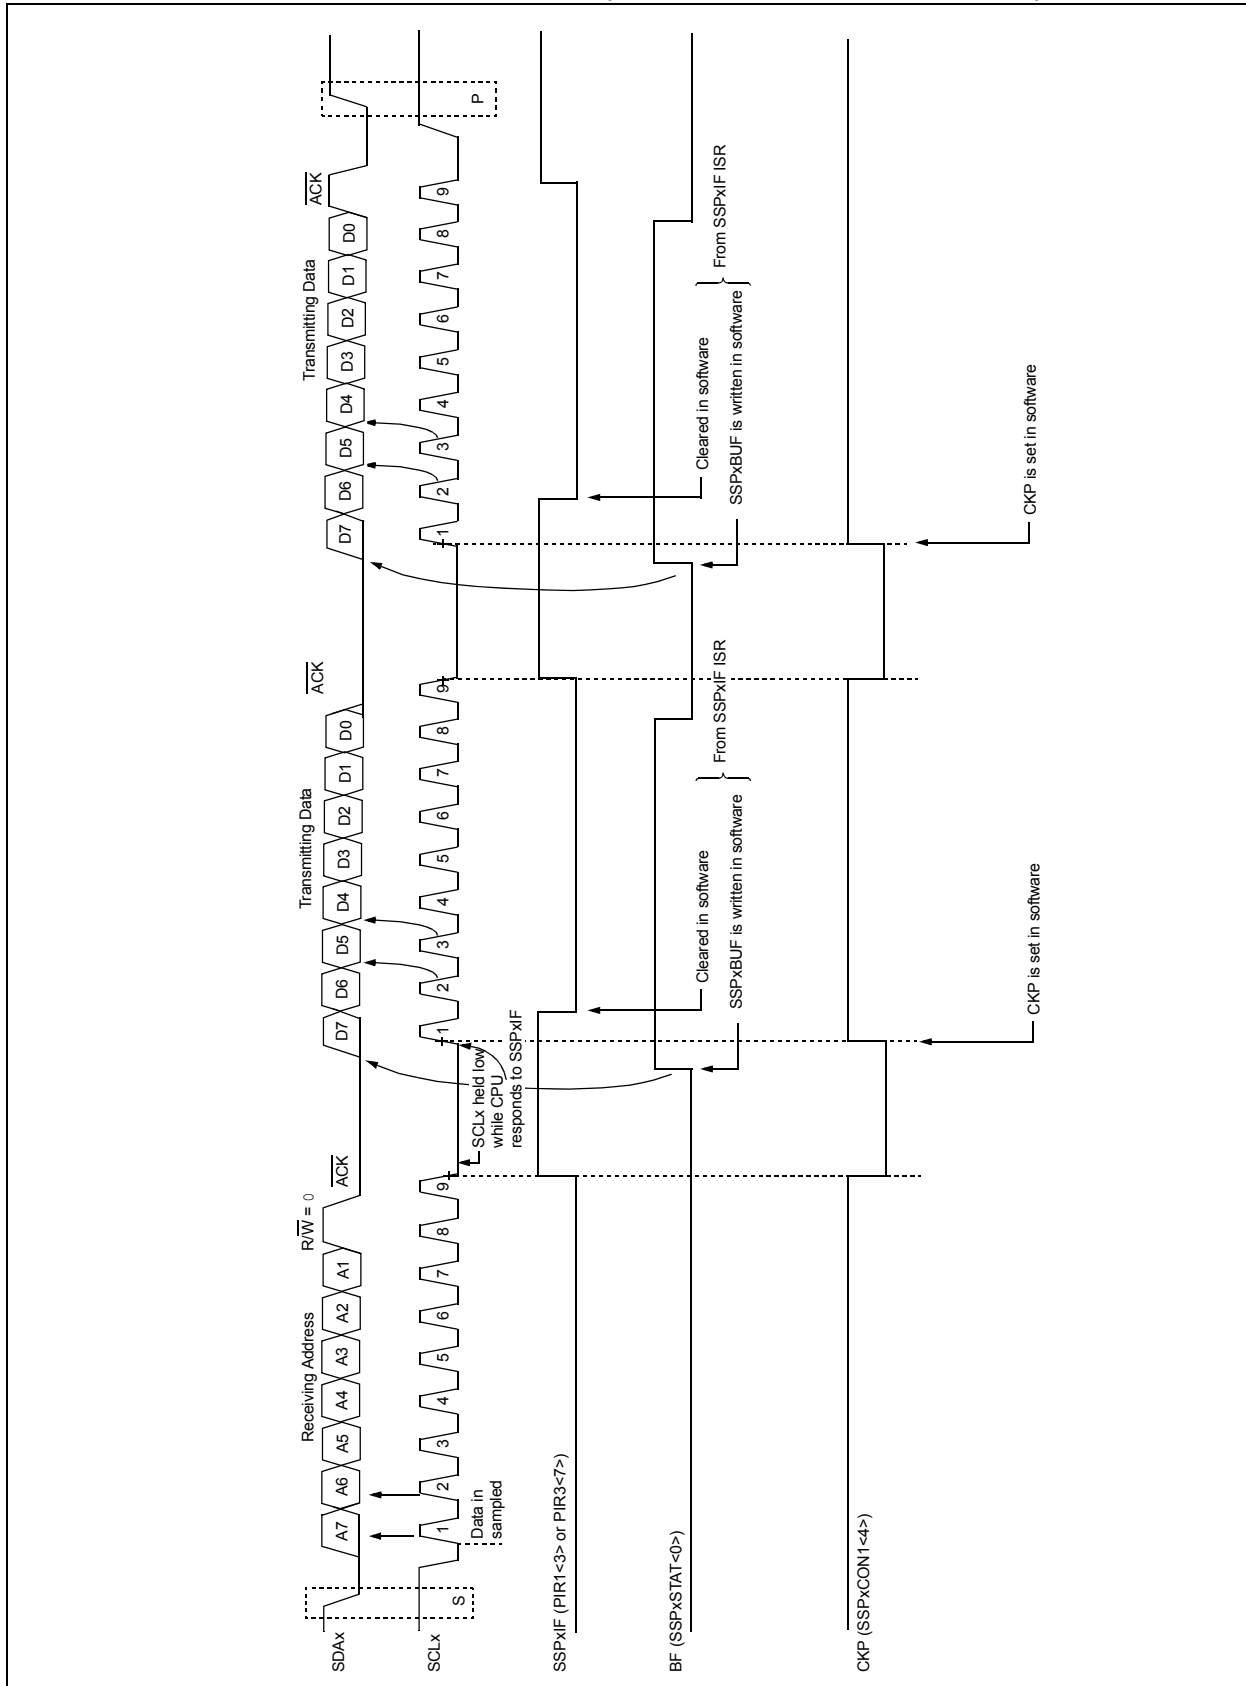 Receiving Address
R/W = 0
ACK
Transmitting Data
ACK
Transmitting Data
ACK
SDAx
A7 A6 A5 A4 A3 A2 A1
D7 D6 D5 D4 D3 D2 D1 D0
D7 D6 D5 D4 D3 D2 D1 D0
SCLx
S
1 2 3 4 5 6 7 8 9
1 2 3 4 5 6 7 8 9
1 2 3 4 5 6 7 8 9
P
Data in
sampled
SCLx held low
while CPU
responds to SSPxIF
SSPxIF (PIR1<3> or PIR3<7>)
BF (SSPxSTAT<0>)
Cleared in software
SSPxBUF is written in software
From SSPxIF ISR
Cleared in software
SSPxBUF is written in software
From SSPxIF ISR
CKP (SSPxCON1<4>)
CKP is set in software
CKP is set in software